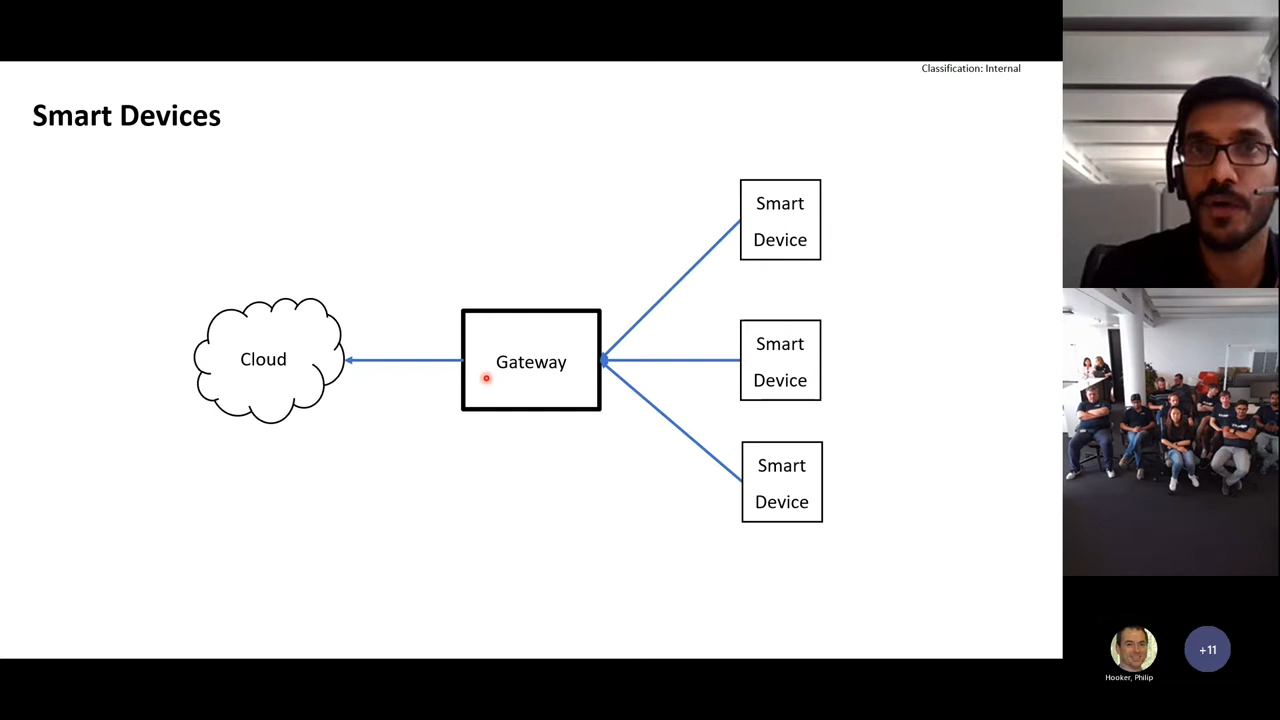 Classification: Internal
Smart Devices
Smart
Device
Cloud
Gateway
Smart
Device
Smart
Device
Hooker, Philip
+11